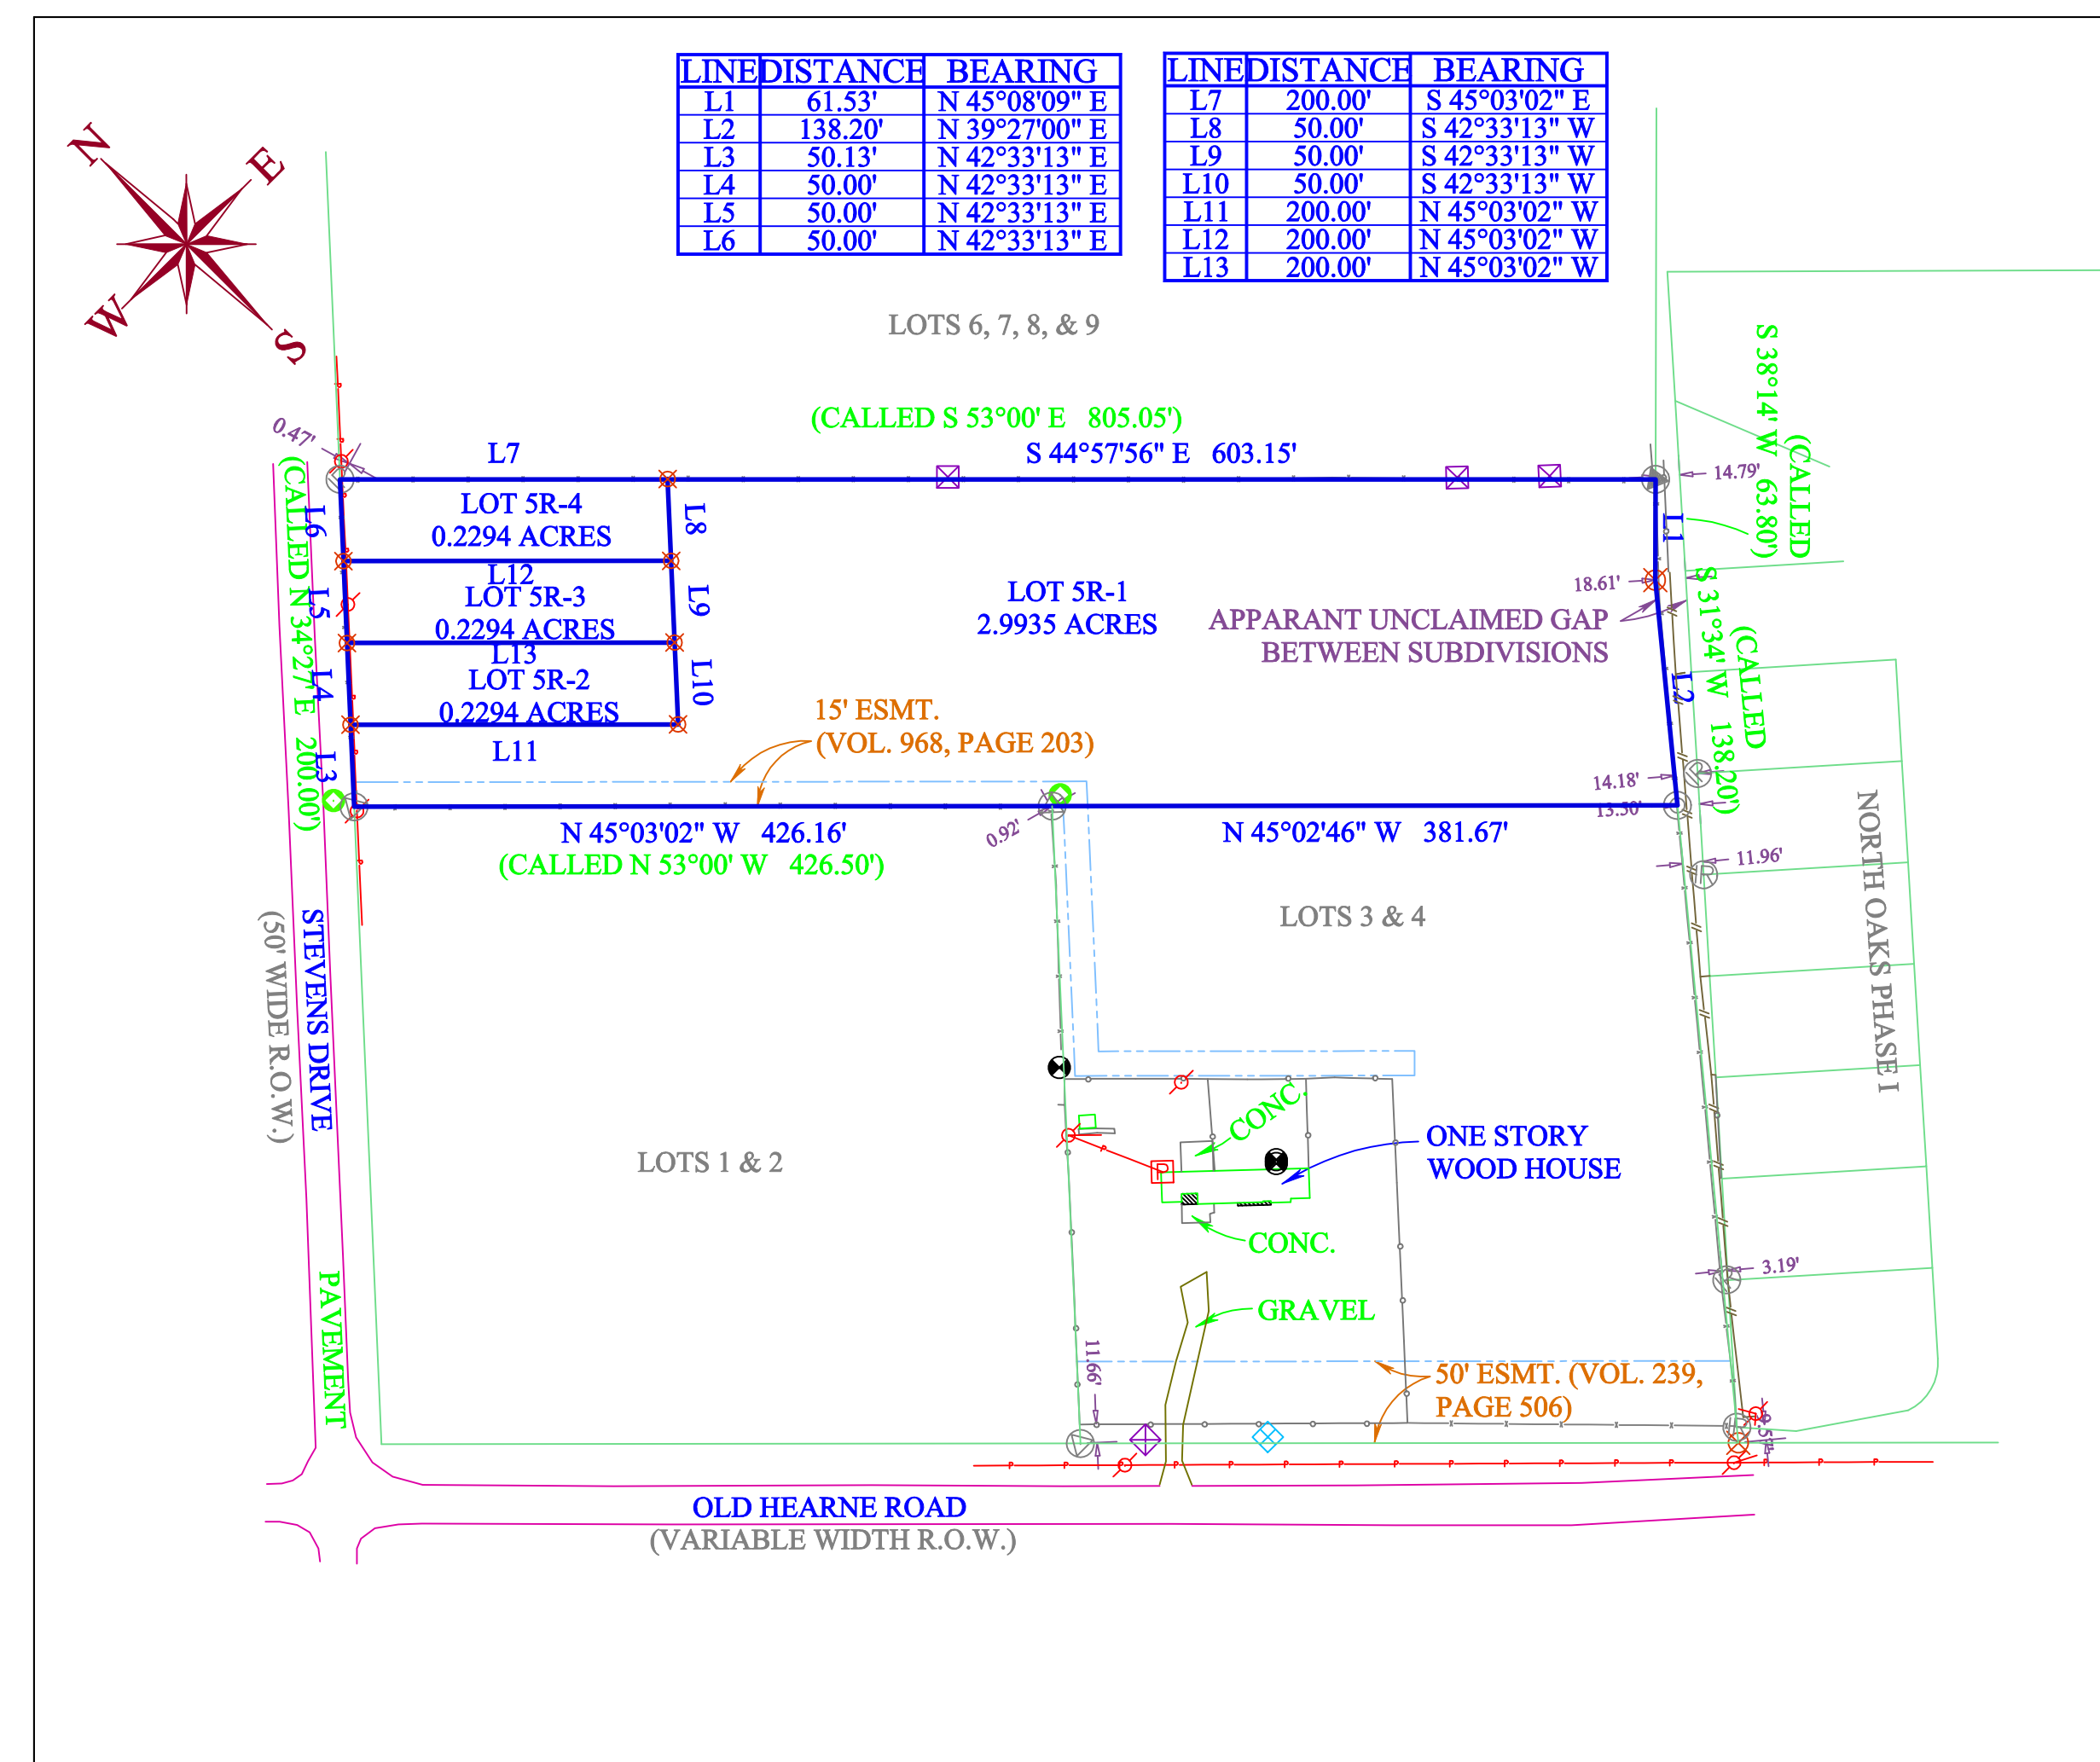 LINE DISTANCE BEARING
L1 61.53' N 45°08'09" E
L2 138.20' N 39°27'00" E
L3 50.13' N 42°33'13" E
L4 50.00' N 42°33'13" E
L5 50.00' N 42°33'13" E
L6 50.00' N 42°33'13" E
LINE DISTANCE BEARING
L7 200.00' S 45°03'02" E
L8 50.00' S 42°33'13" W
L9 50.00' S 42°33'13" W
L10 50.00' S 42°33'13" W
L11 200.00' N 45°03'02" W
L12 200.00' N 45°03'02" W
L13 200.00' N 45°03'02" W
N
E
W
S
LOTS 6, 7, 8, & 9
(CALLED S 53°00' E 805.05')
S 44°57'56" E 603.15'
L7
0.47'
14.79'
(CALLED
S 38°14' W 63.80')
L1
L6
LOT 5R-4
0.2294 ACRES
L8
L12
L5
LOT 5R-3
0.2294 ACRES
L9
L13
L4
LOT 5R-2
0.2294 ACRES
L10
L11
L3
(CALLED N 34°27' E 200.00')
LOT 5R-1
2.9935 ACRES
18.61'
APPARANT UNCLAIMED GAP
BETWEEN SUBDIVISIONS
(CALLED
S 31°34' W 138.20')
L2
15' ESMT.
(VOL. 968, PAGE 203)
14.18'
13.30'
0.92'
N 45°03'02" W 426.16'
(CALLED N 53°00' W 426.50')
N 45°02'46" W 381.67'
11.96'
IR
NORTH OAKS PHASE I
LOTS 3 & 4
STEVENS DRIVE
(50' WIDE R.O.W.)
PAVEMENT
LOTS 1 & 2
CONC.
ONE STORY
WOOD HOUSE
P
CONC.
GRAVEL
3.19'
11.66'
50' ESMT. (VOL. 239,
PAGE 506)
OLD HEARNE ROAD
(VARIABLE WIDTH R.O.W.)